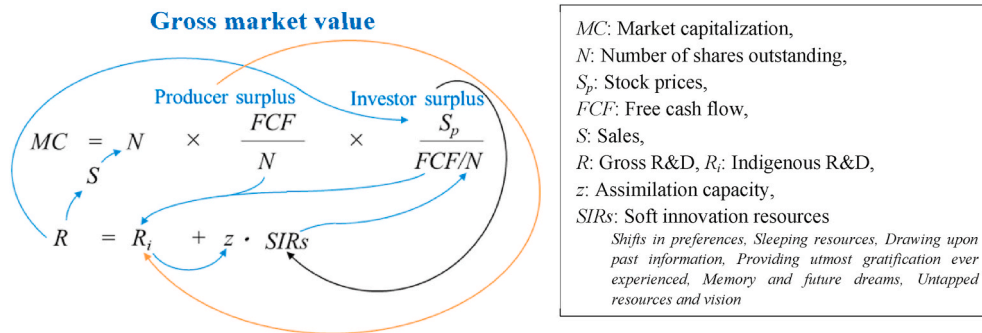 Gross market value
Producer surplus Investor surplus
MC = N × FCF/N × Sp/FCF/N
S
R = Ri + z · SIRs
MC: Market capitalization,
N: Number of shares outstanding,
Sp: Stock prices,
FCF: Free cash flow,
S: Sales,
R: Gross R&D, Ri: Indigenous R&D,
z: Assimilation capacity,
SIRs: Soft innovation resources
Shifts in preferences, Sleeping resources, Drawing upon
past information, Providing utmost gratification ever
experienced, Memory and future dreams, Untapped
resources and vision